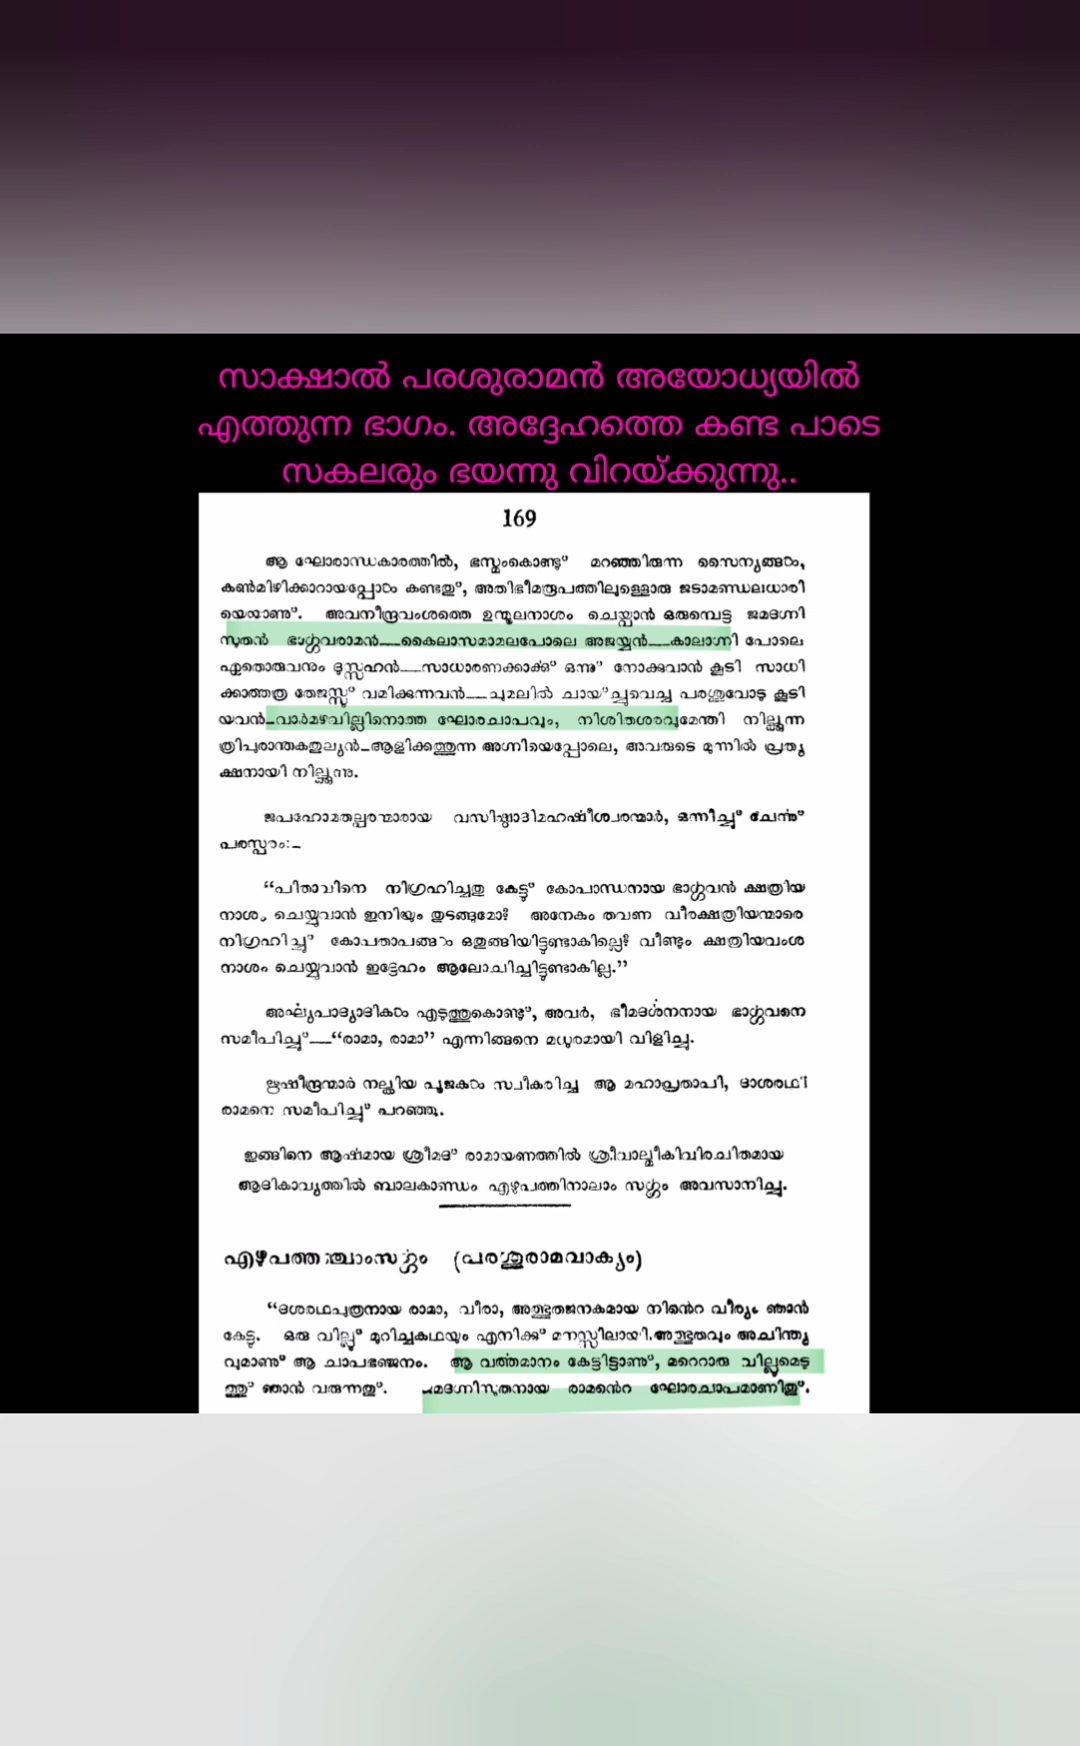 സാക്ഷാൽ പരശുരാമൻ അയോധ്യയിൽ
എത്തുന്ന ഭാഗം. അദ്ദേഹത്തെ കണ്ട പാടെ
സകലരും ഭയന്നു വിറയ്ക്കുന്നു..
169
ആ ഘോരാന്ധകാരത്തിൽ, ഭസ്മംകൊണ്ടു് മറഞ്ഞിരുന്ന സൈന്യങ്ങൾ,
കൺമിഴിക്കാറായപ്പോൾ കണ്ടതു്, അതിഭീമരൂപത്തിലുള്ളൊരു ജടാമണ്ഡലധാരി
യെയാണു്. അവനീന്ദ്രവംശത്തെ ഉന്മൂലനാശം ചെയ്പാൻ ഒരുമ്പെട്ട ജമദഗ്നി
സുതൻ ഭാർഗ്ഗവരാമൻ—കൈലാസമാമലപോലെ അജയ്യൻ—കാലാഗ്നി പോലെ
ഏതൊരുവനും ദുസ്സഹൻ—സാധാരണക്കാർക്കു് ഒന്നു് നോക്കുവാൻ കൂടി സാധി
ക്കാത്തത്ര തേജസ്സു് വമിക്കുന്നവൻ—ചുമലിൽ ചായ്ച്ചുവെച്ച പരശുവോടു കൂടി
യവൻ—വാർമഴവില്ലിനൊത്ത ഘോരചാപവും, നിശിതശരവുമേന്തി നില്ക്കുന്ന
ത്രിപുരാന്തകതുല്യൻ—ആളിക്കത്തുന്ന അഗ്നിയെപ്പോലെ, അവരുടെ മുന്നിൽ പ്രത്യ
ക്ഷനായി നില്ക്കുന്നു.
ജപഹോമതല്പരന്മാരായ വസിഷ്ഠാദിമഹർഷീശ്വരന്മാർ, ഒന്നിച്ചു് ചേർന്നു്
പരസ്പരം:—
“പിതാവിനെ നിഗ്രഹിച്ചതു കേട്ടു് കോപാന്ധനായ ഭാർഗ്ഗവൻ ക്ഷത്രിയ
നാശം ചെയ്യുവാൻ ഇനിയും തുടങ്ങുമോ? അനേകം തവണ വീരക്ഷത്രിയന്മാരെ
നിഗ്രഹിച്ചു് കോപതാപങ്ങൾ ഒതുങ്ങിയിട്ടുണ്ടാകില്ലെ? വീണ്ടും ക്ഷത്രിയവംശ
നാശം ചെയ്യുവാൻ ഇദ്ദേഹം ആലോചിച്ചിട്ടുണ്ടാകില്ല.”
അർഘ്യപാദ്യാദികൾ എടുത്തുകൊണ്ടു്, അവർ, ഭീമദർശനനായ ഭാർഗ്ഗവനെ
സമീപിച്ചു്—“രാമാ, രാമാ” എന്നിങ്ങനെ മധുരമായി വിളിച്ചു.
ഋഷീന്ദ്രന്മാർ നല്കിയ പൂജകൾ സ്വീകരിച്ച ആ മഹാപ്രതാപി, ദാശരഥി
രാമനെ സമീപിച്ചു് പറഞ്ഞു.
ഇങ്ങിനെ ആർഷമായ ശ്രീമദ് രാമായണത്തിൽ ശ്രീവാല്മീകിവിരചിതമായ
ആദികാവ്യത്തിൽ ബാലകാണ്ഡം എഴുപത്തിനാലാം സർഗ്ഗം അവസാനിച്ചു.
എഴുപത്തഞ്ചാംസർഗ്ഗം (പരശുരാമവാക്യം)
“ദശരഥപുത്രനായ രാമാ, വീരാ, അത്ഭുതജനകമായ നിന്റെ വീര്യം ഞാൻ
കേട്ടു. ഒരു വില്ലു് മുറിച്ചകഥയും എനിക്കു് മനസ്സിലായി.അത്ഭുതവും അചിന്ത്യ
വുമാണു് ആ ചാപഭഞ്ജനം. ആ വർത്തമാനം കേട്ടിട്ടാണു്, മറ്റൊരു വില്ലുമെടു
ത്തു് ഞാൻ വരുന്നതു്. ജമദഗ്നിസുതനായ രാമന്റെ ഘോരചാപമാണിതു്.